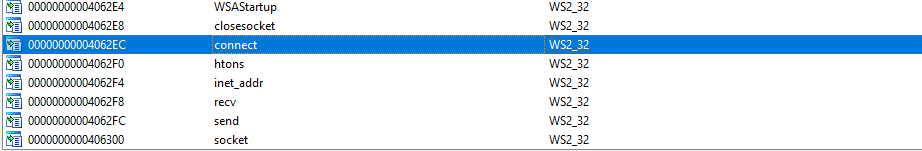 00000000004062E4 WSAStartup WS2_32
00000000004062E8 closesocket WS2_32
00000000004062EC connect WS2_32
00000000004062F0 htons WS2_32
00000000004062F4 inet_addr WS2_32
00000000004062F8 recv WS2_32
00000000004062FC send WS2_32
0000000000406300 socket WS2_32